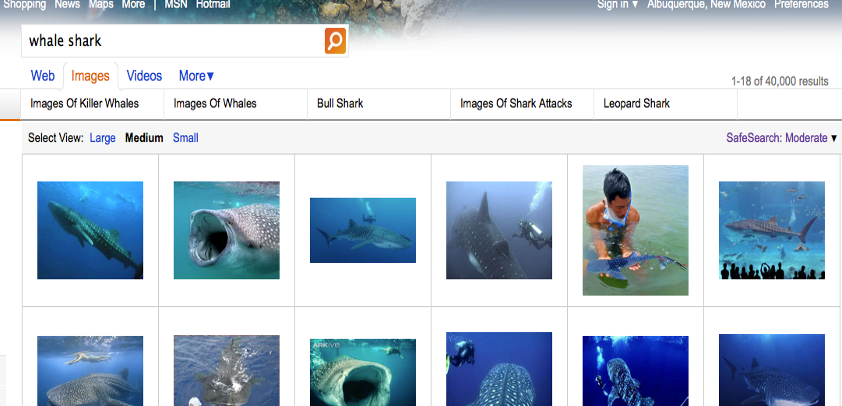 Shopping News Maps More | MSN Hotmail Sign in ▾ Albuquerque, New Mexico Preferences
whale shark
Web Images Videos More▾
1-18 of 40,000 results
Images Of Killer Whales Images Of Whales Bull Shark Images Of Shark Attacks Leopard Shark
Select View: Large Medium Small SafeSearch: Moderate ▾
ARKIVE